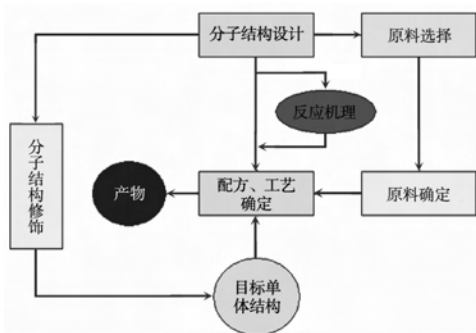 分子结构设计
原料选择
反应机理
分子结构修饰
产物
配方、工艺
确定
原料确定
目标单
体结构